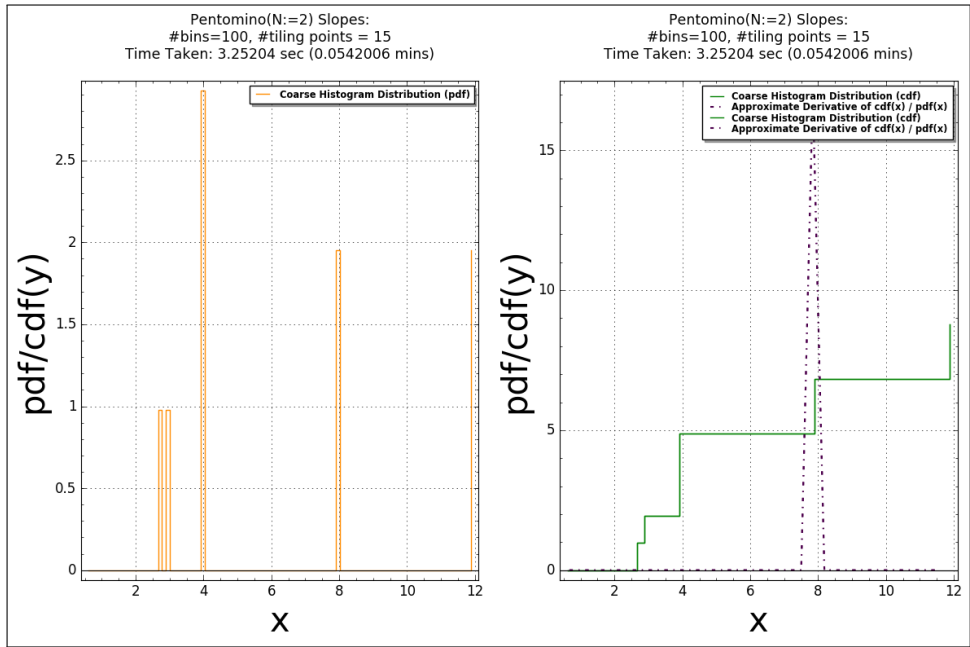 Pentomino(N:=2) Slopes:
#bins=100, #tiling points = 15
Time Taken: 3.25204 sec (0.0542006 mins)
Coarse Histogram Distribution (pdf)
pdf/cdf(y)
2.5
2
1.5
1
0.5
0
2 4 6 8 10 12
x
Pentomino(N:=2) Slopes:
#bins=100, #tiling points = 15
Time Taken: 3.25204 sec (0.0542006 mins)
Coarse Histogram Distribution (cdf)
Approximate Derivative of cdf(x) / pdf(x)
Coarse Histogram Distribution (cdf)
Approximate Derivative of cdf(x) / pdf(x)
pdf/cdf(y)
15
10
5
0
2 4 6 8 10 12
x